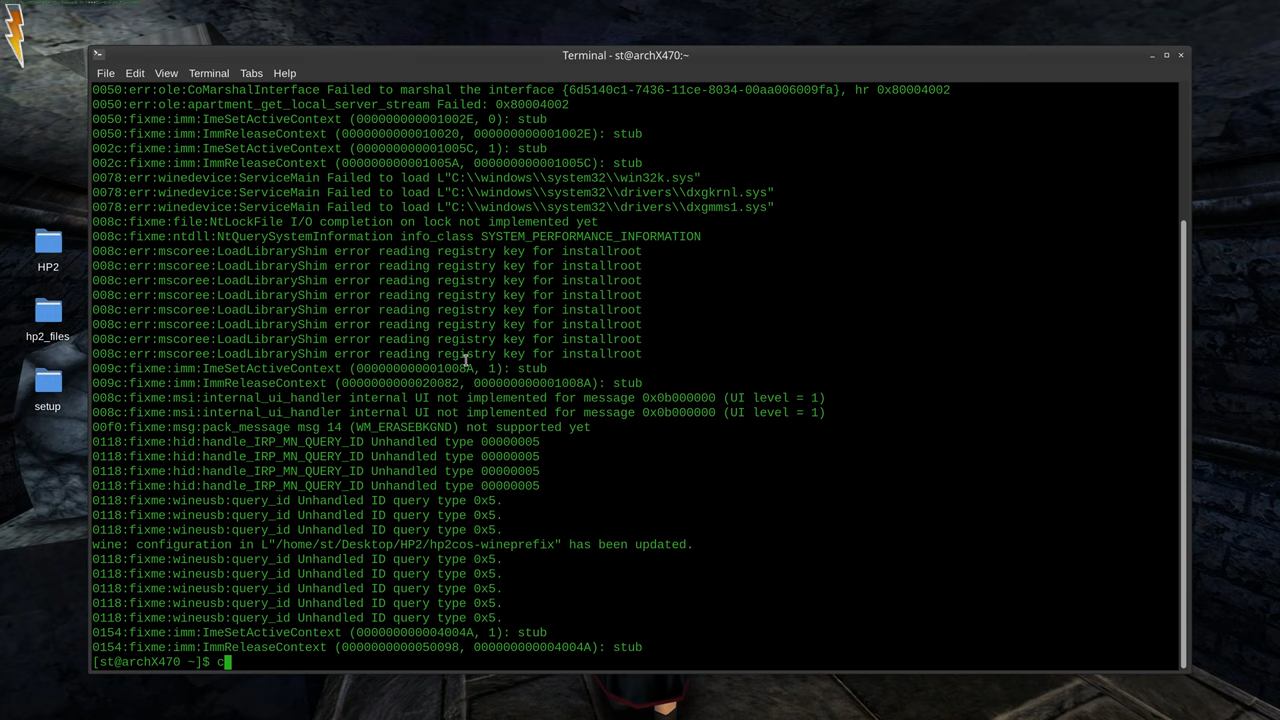 Terminal - st@archX470:~
File Edit View Terminal Tabs Help
0050:err:ole:CoMarshalInterface Failed to marshal the interface {6d5140c1-7436-11ce-8034-00aa006009fa}, hr 0x80004002
0050:err:ole:apartment_get_local_server_stream Failed: 0x80004002
0050:fixme:imm:ImeSetActiveContext (000000000001002E, 0): stub
0050:fixme:imm:ImmReleaseContext (0000000000010020, 000000000001002E): stub
002c:fixme:imm:ImeSetActiveContext (000000000001005C, 1): stub
002c:fixme:imm:ImmReleaseContext (000000000001005A, 000000000001005C): stub
0078:err:winedevice:ServiceMain Failed to load L"C:\\windows\\system32\\win32k.sys"
0078:err:winedevice:ServiceMain Failed to load L"C:\\windows\\system32\\drivers\\dxgkrnl.sys"
0078:err:winedevice:ServiceMain Failed to load L"C:\\windows\\system32\\drivers\\dxgmms1.sys"
008c:fixme:file:NtLockFile I/O completion on lock not implemented yet
008c:fixme:ntdll:NtQuerySystemInformation info_class SYSTEM_PERFORMANCE_INFORMATION
008c:err:mscoree:LoadLibraryShim error reading registry key for installroot
008c:err:mscoree:LoadLibraryShim error reading registry key for installroot
008c:err:mscoree:LoadLibraryShim error reading registry key for installroot
008c:err:mscoree:LoadLibraryShim error reading registry key for installroot
008c:err:mscoree:LoadLibraryShim error reading registry key for installroot
008c:err:mscoree:LoadLibraryShim error reading registry key for installroot
008c:err:mscoree:LoadLibraryShim error reading registry key for installroot
008c:err:mscoree:LoadLibraryShim error reading registry key for installroot
009c:fixme:imm:ImeSetActiveContext (000000000001008A, 1): stub
009c:fixme:imm:ImmReleaseContext (0000000000020082, 000000000001008A): stub
008c:fixme:msi:internal_ui_handler internal UI not implemented for message 0x0b000000 (UI level = 1)
008c:fixme:msi:internal_ui_handler internal UI not implemented for message 0x0b000000 (UI level = 1)
00f0:fixme:msg:pack_message msg 14 (WM_ERASEBKGND) not supported yet
0118:fixme:hid:handle_IRP_MN_QUERY_ID Unhandled type 00000005
0118:fixme:hid:handle_IRP_MN_QUERY_ID Unhandled type 00000005
0118:fixme:hid:handle_IRP_MN_QUERY_ID Unhandled type 00000005
0118:fixme:hid:handle_IRP_MN_QUERY_ID Unhandled type 00000005
0118:fixme:wineusb:query_id Unhandled ID query type 0x5.
0118:fixme:wineusb:query_id Unhandled ID query type 0x5.
0118:fixme:wineusb:query_id Unhandled ID query type 0x5.
wine: configuration in L"/home/st/Desktop/HP2/hp2cos-wineprefix" has been updated.
0118:fixme:wineusb:query_id Unhandled ID query type 0x5.
0118:fixme:wineusb:query_id Unhandled ID query type 0x5.
0118:fixme:wineusb:query_id Unhandled ID query type 0x5.
0118:fixme:wineusb:query_id Unhandled ID query type 0x5.
0118:fixme:wineusb:query_id Unhandled ID query type 0x5.
0154:fixme:imm:ImeSetActiveContext (000000000004004A, 1): stub
0154:fixme:imm:ImmReleaseContext (0000000000050098, 000000000004004A): stub
[st@archX470 ~]$ c
HP2
hp2_files
setup